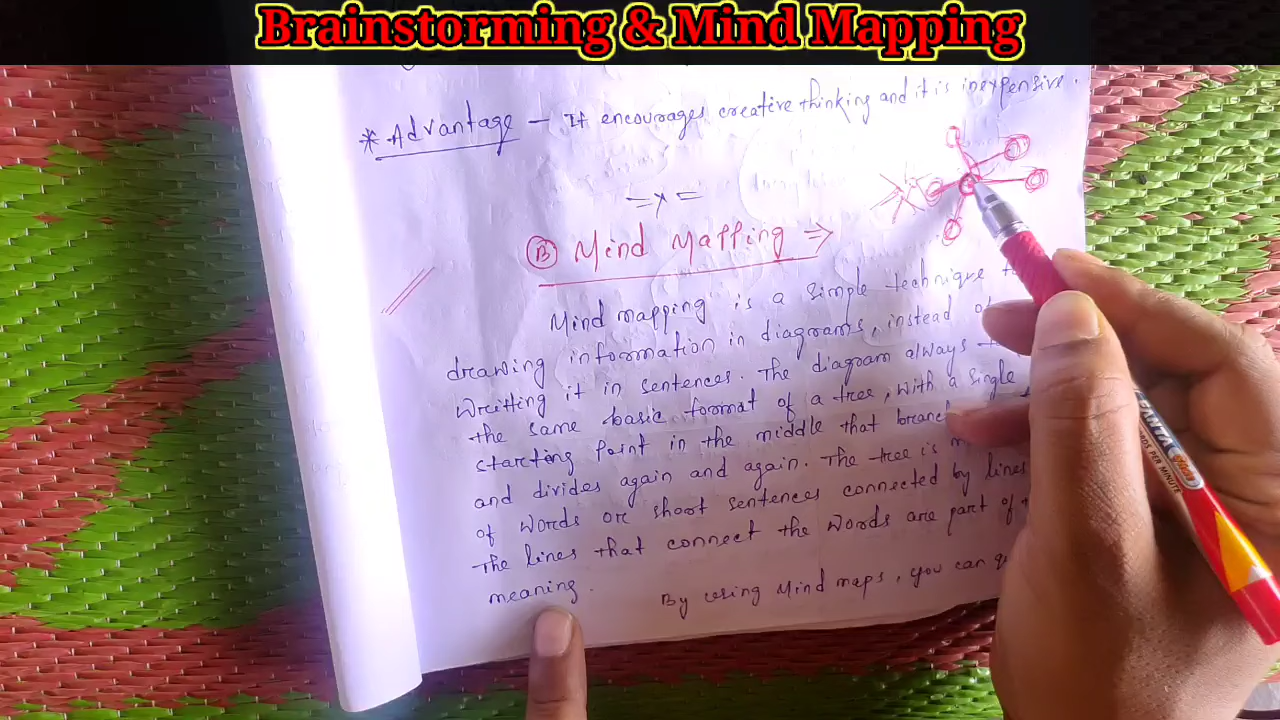 Brainstorming & Mind Mapping
* Advantage - It encourages creative thinking and it is inexpensive.
= x =
(B) Mind Mapping ⇒
Mind mapping is a simple technique
drawing information in diagrams, instead
writting it in sentences. The diagram always
the same basic format of a tree, with a single
starting point in the middle that
and divides again and again. The tree is
of words or short sentences connected by lines
The lines that connect the words are part of
meaning.
By using Mind maps, you can
PER MINUTE